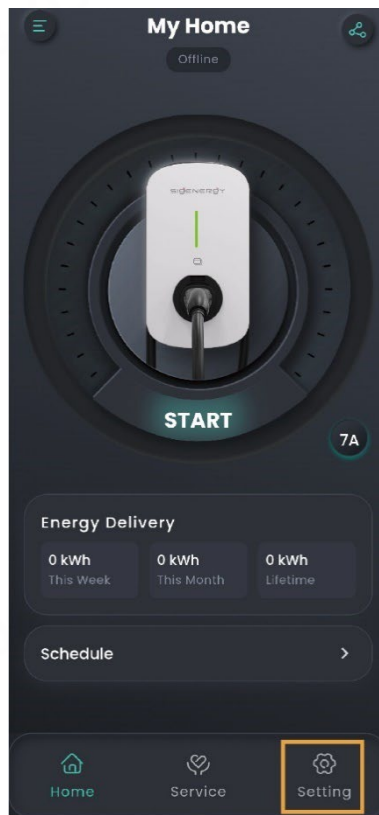 My Home
Offline
SIGENERGY
START
7A
Energy Delivery
0 kWh
This Week
0 kWh
This Month
0 kWh
Lifetime
Schedule
Home
Service
Setting